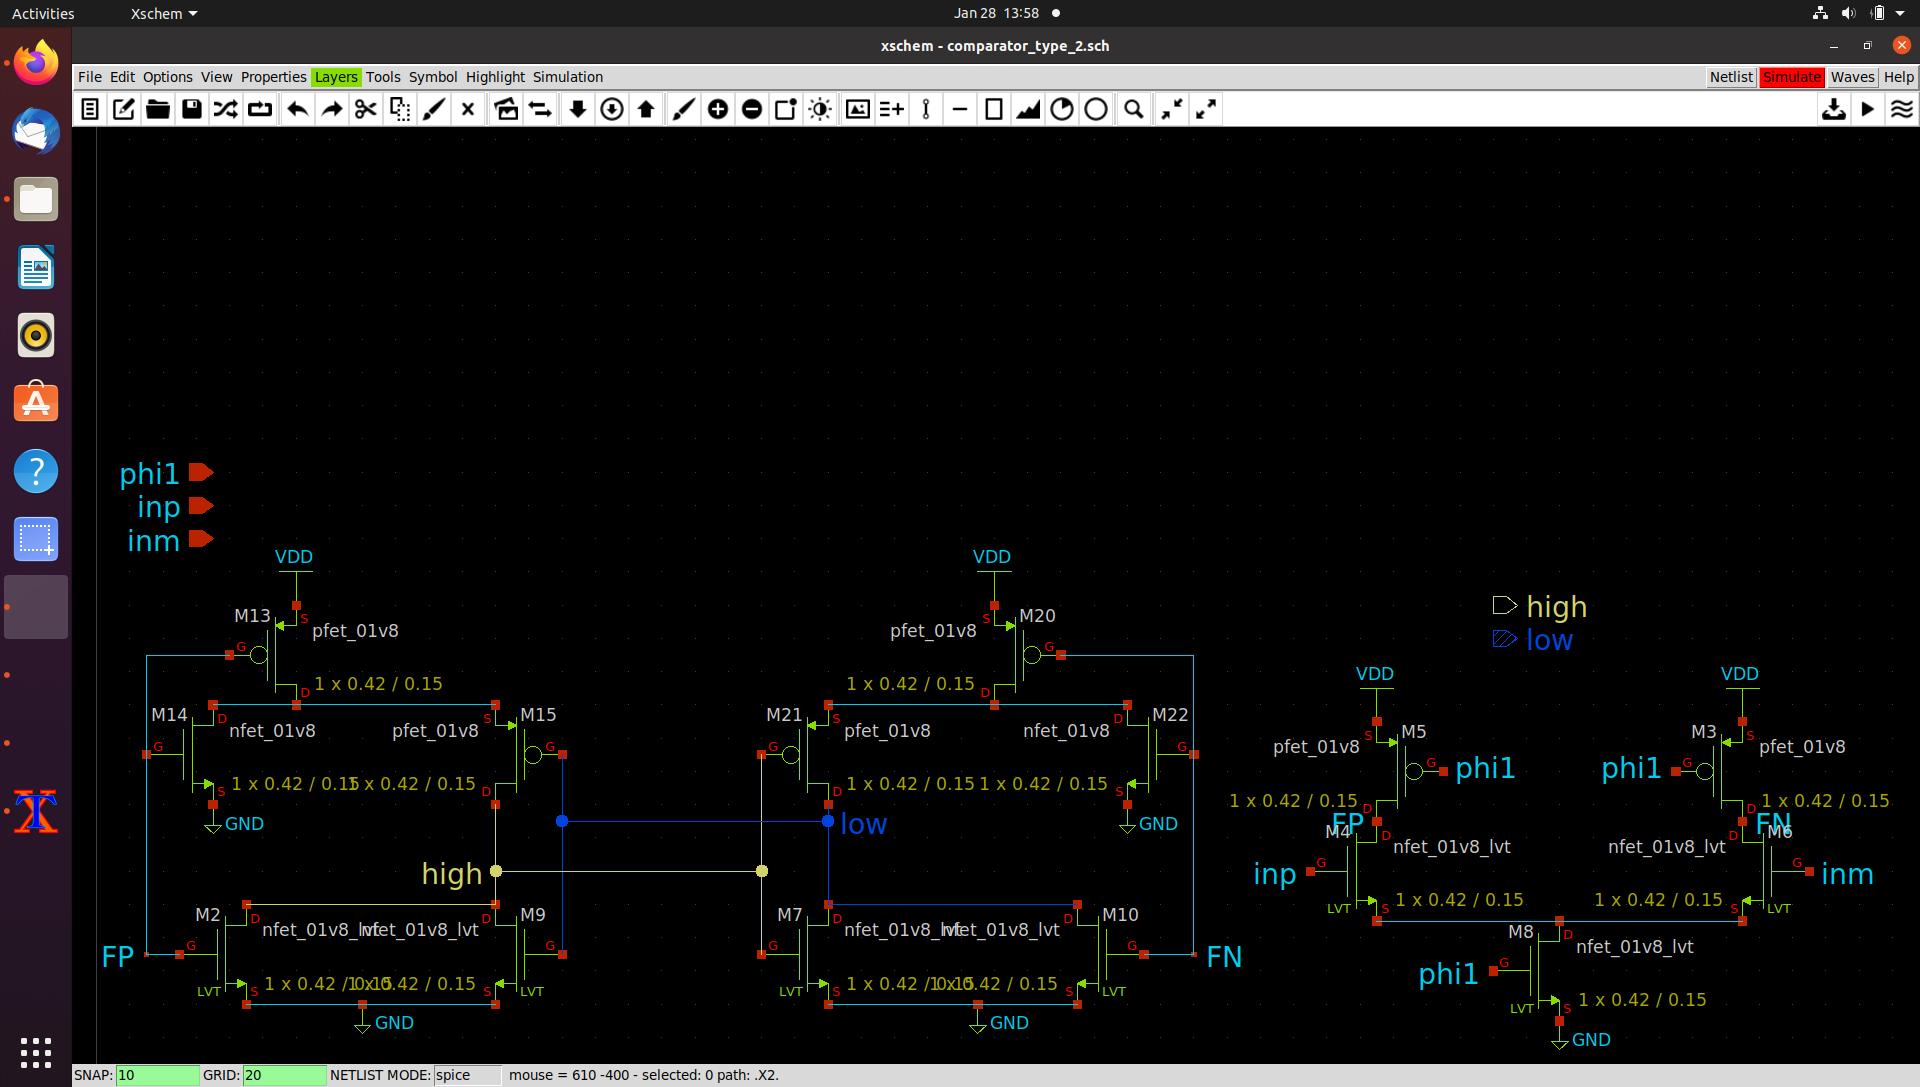 Activities Xschem Jan 28 13:58
xschem - comparator_type_2.sch
File Edit Options View Properties Layers Tools Symbol Highlight Simulation Netlist Simulate Waves Help
phi1
inp
inm
VDD VDD
high
low
M13 S pfet_01v8 G D 1 x 0.42 / 0.15
M20 S pfet_01v8 G D 1 x 0.42 / 0.15
M14 D nfet_01v8 G S 1 x 0.42 / 0.15 GND
M15 S pfet_01v8 G D 1 x 0.42 / 0.15
M21 S pfet_01v8 G D 1 x 0.42 / 0.15
M22 D nfet_01v8 G S 1 x 0.42 / 0.15 GND
low
high
FP
M2 D nfet_01v8_lvt G S LVT 1 x 0.42 / 0.15
M9 D nfet_01v8_lvt G S LVT 1 x 0.42 / 0.15
GND
M7 D nfet_01v8_lvt G S LVT 1 x 0.42 / 0.15
M10 D nfet_01v8_lvt G S LVT 1 x 0.42 / 0.15
GND
FN
VDD VDD
M5 S pfet_01v8 G phi1 D 1 x 0.42 / 0.15
M3 S pfet_01v8 G phi1 D 1 x 0.42 / 0.15
FP FN
M4 D nfet_01v8_lvt inp G S LVT 1 x 0.42 / 0.15
M6 D nfet_01v8_lvt G inm S LVT 1 x 0.42 / 0.15
M8 D nfet_01v8_lvt phi1 G S LVT 1 x 0.42 / 0.15
GND
SNAP: 10 GRID: 20 NETLIST MODE: spice mouse = 610 -400 - selected: 0 path: .X2.